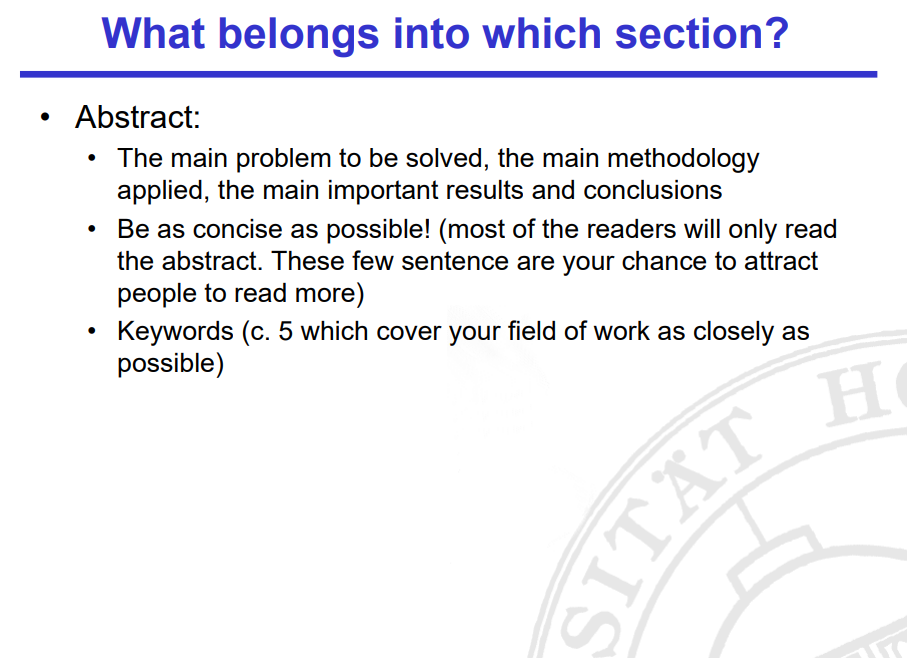 What belongs into which section?
• Abstract:
• The main problem to be solved, the main methodology
applied, the main important results and conclusions
• Be as concise as possible! (most of the readers will only read
the abstract. These few sentence are your chance to attract
people to read more)
• Keywords (c. 5 which cover your field of work as closely as
possible)
SITÄT HO